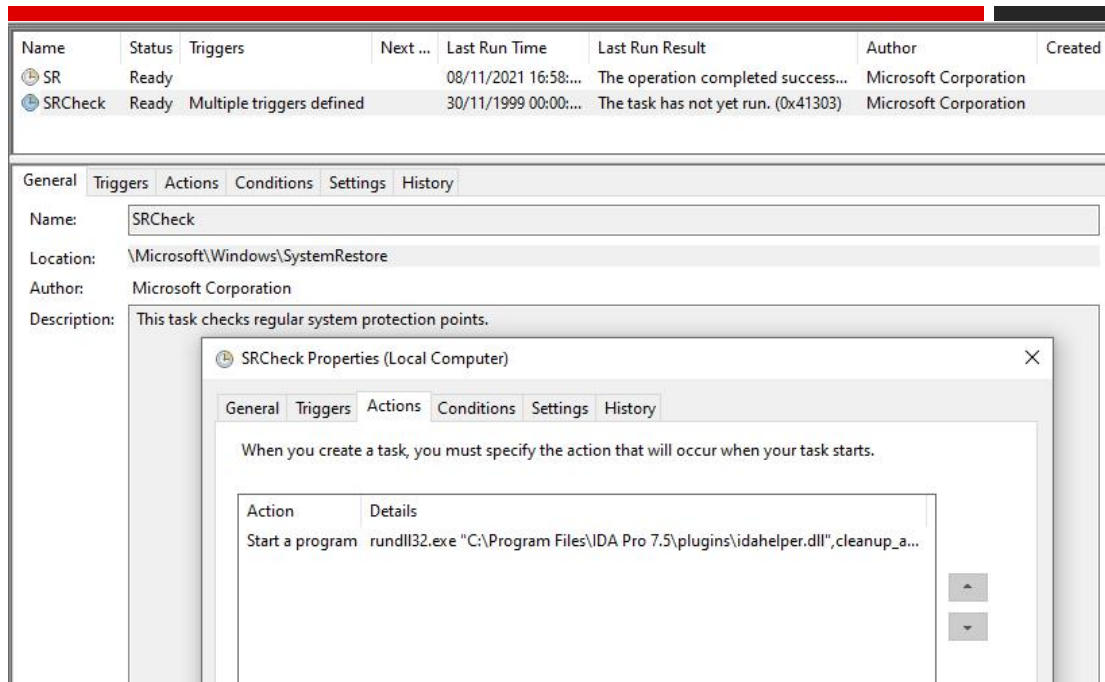 Name Status Triggers Next ... Last Run Time Last Run Result Author Created
SR Ready 08/11/2021 16:58:... The operation completed success... Microsoft Corporation
SRCheck Ready Multiple triggers defined 30/11/1999 00:00:... The task has not yet run. (0x41303) Microsoft Corporation
General Triggers Actions Conditions Settings History
Name: SRCheck
Location: \Microsoft\Windows\SystemRestore
Author: Microsoft Corporation
Description: This task checks regular system protection points.
SRCheck Properties (Local Computer)
General Triggers Actions Conditions Settings History
When you create a task, you must specify the action that will occur when your task starts.
Action Details
Start a program rundll32.exe "C:\Program Files\IDA Pro 7.5\plugins\idahelper.dll",cleanup_a...